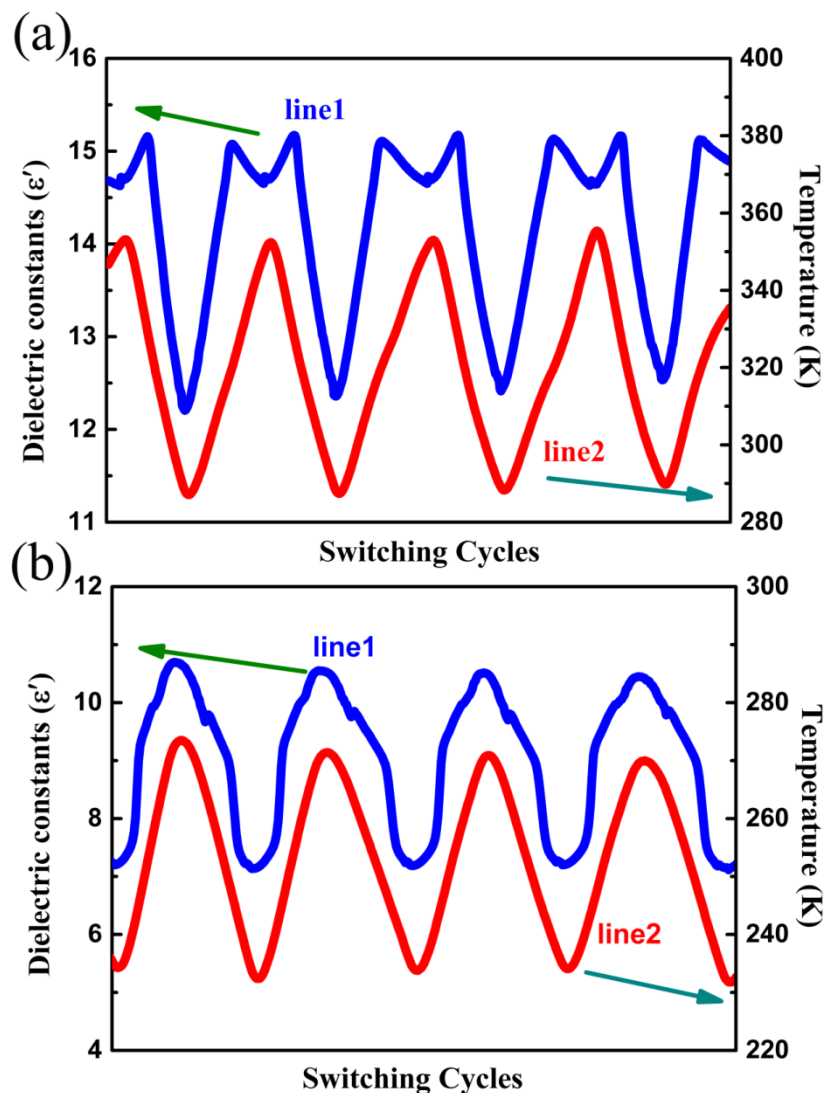 (a)
16
15
14
13
12
11
Dielectric constants (ε′)
line1
line2
400
380
360
340
320
300
280
Temperature (K)
Switching Cycles
(b)
12
10
8
6
4
Dielectric constants (ε′)
line1
line2
300
280
260
240
220
Temperature (K)
Switching Cycles